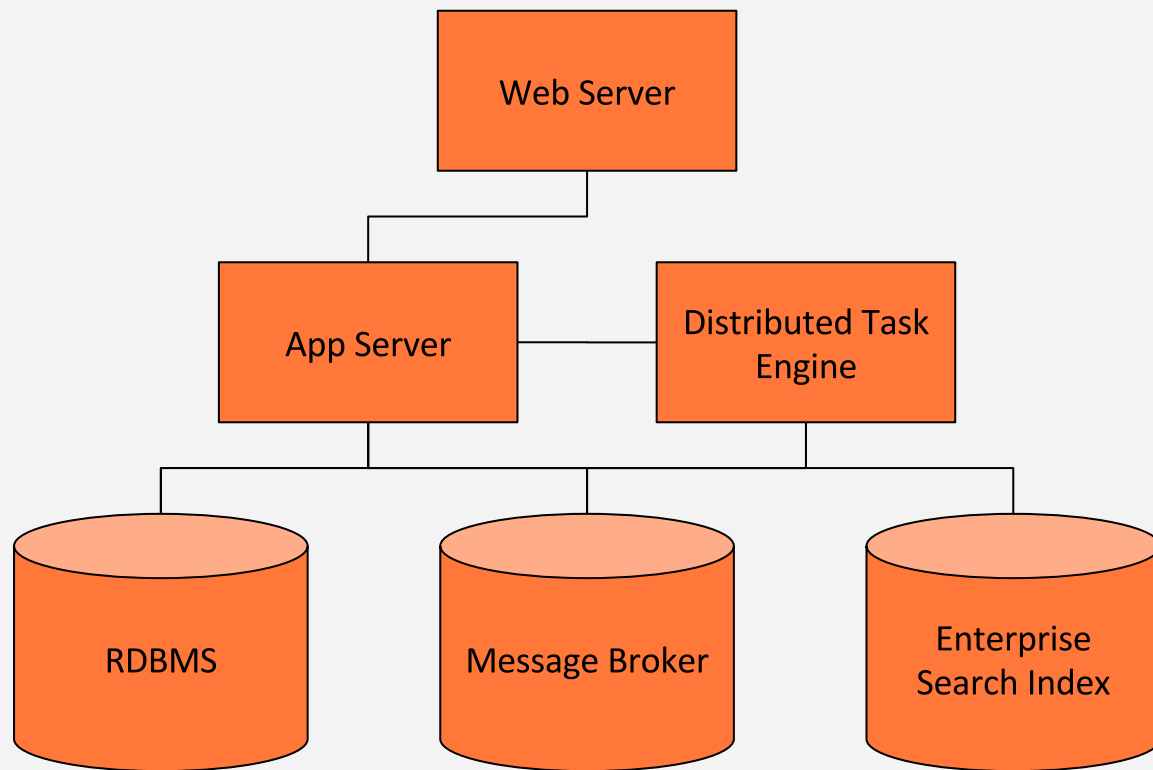 Web Server
App Server
Distributed Task
Engine
RDBMS
Message Broker
Enterprise
Search Index